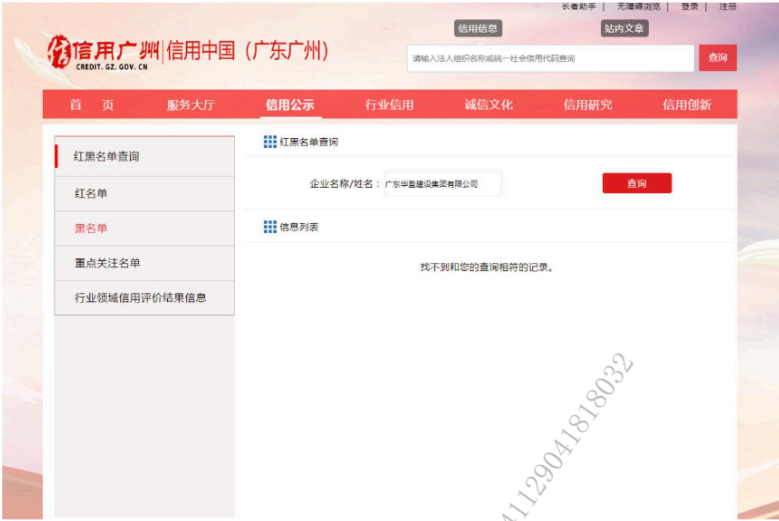 长者助手 | 无障碍浏览 | 登录 | 注册
信用信息 站内文章
信用广州 信用中国（广东广州）
CREDIT. GZ. GOV. CN
请输入法人组织名称或统一社会信用代码查询 查询
首 页 服务大厅 信用公示 行业信用 诚信文化 信用研究 信用创新
红黑名单查询
红名单
黑名单
重点关注名单
行业领域信用评价结果信息
红黑名单查询
企业名称/姓名： 广东华盈建设集团有限公司 查询
信息列表
找不到和您的查询相符的记录。
41129041818032